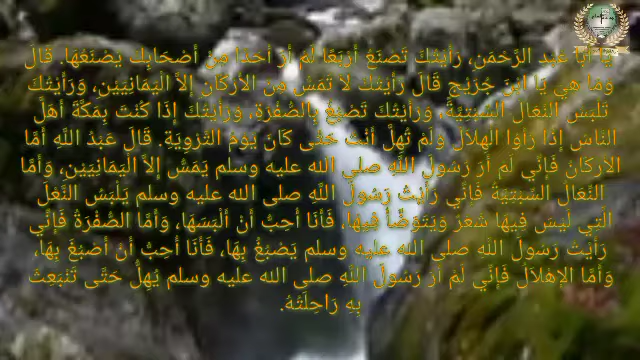 يَا أَبَا عَبْدِ الرَّحْمَنِ، رَأَيْتُكَ تَصْنَعُ أَرْبَعًا لَمْ أَرَ أَحَدًا مِنْ أَصْحَابِكَ يَصْنَعُهَا. قَالَ
وَمَا هِيَ يَا ابْنَ جُرَيْجٍ قَالَ رَأَيْتُكَ لاَ تَمَسُّ مِنَ الأَرْكَانِ إِلاَّ الْيَمَانِيَيْنِ، وَرَأَيْتُكَ
تَلْبَسُ النِّعَالَ السِّبْتِيَّةَ، وَرَأَيْتُكَ تَصْبُغُ بِالصُّفْرَةِ، وَرَأَيْتُكَ إِذَا كُنْتَ بِمَكَّةَ أَهَلَّ
النَّاسُ إِذَا رَأَوُا الْهِلاَلَ وَلَمْ تُهِلَّ أَنْتَ حَتَّى كَانَ يَوْمُ التَّرْوِيَةِ. قَالَ عَبْدُ اللَّهِ أَمَّا
الأَرْكَانُ فَإِنِّي لَمْ أَرَ رَسُولَ اللَّهِ صلى الله عليه وسلم يَمَسُّ إِلاَّ الْيَمَانِيَيْنِ، وَأَمَّا
النِّعَالُ السِّبْتِيَّةُ فَإِنِّي رَأَيْتُ رَسُولَ اللَّهِ صلى الله عليه وسلم يَلْبَسُ النَّعْلَ
الَّتِي لَيْسَ فِيهَا شَعَرٌ وَيَتَوَضَّأُ فِيهَا، فَأَنَا أُحِبُّ أَنْ أَلْبَسَهَا، وَأَمَّا الصُّفْرَةُ فَإِنِّي
رَأَيْتُ رَسُولَ اللَّهِ صلى الله عليه وسلم يَصْبُغُ بِهَا، فَأَنَا أُحِبُّ أَنْ أَصْبُغَ بِهَا،
وَأَمَّا الإِهْلاَلُ فَإِنِّي لَمْ أَرَ رَسُولَ اللَّهِ صلى الله عليه وسلم يُهِلُّ حَتَّى تَنْبَعِثَ
بِهِ رَاحِلَتُهُ.